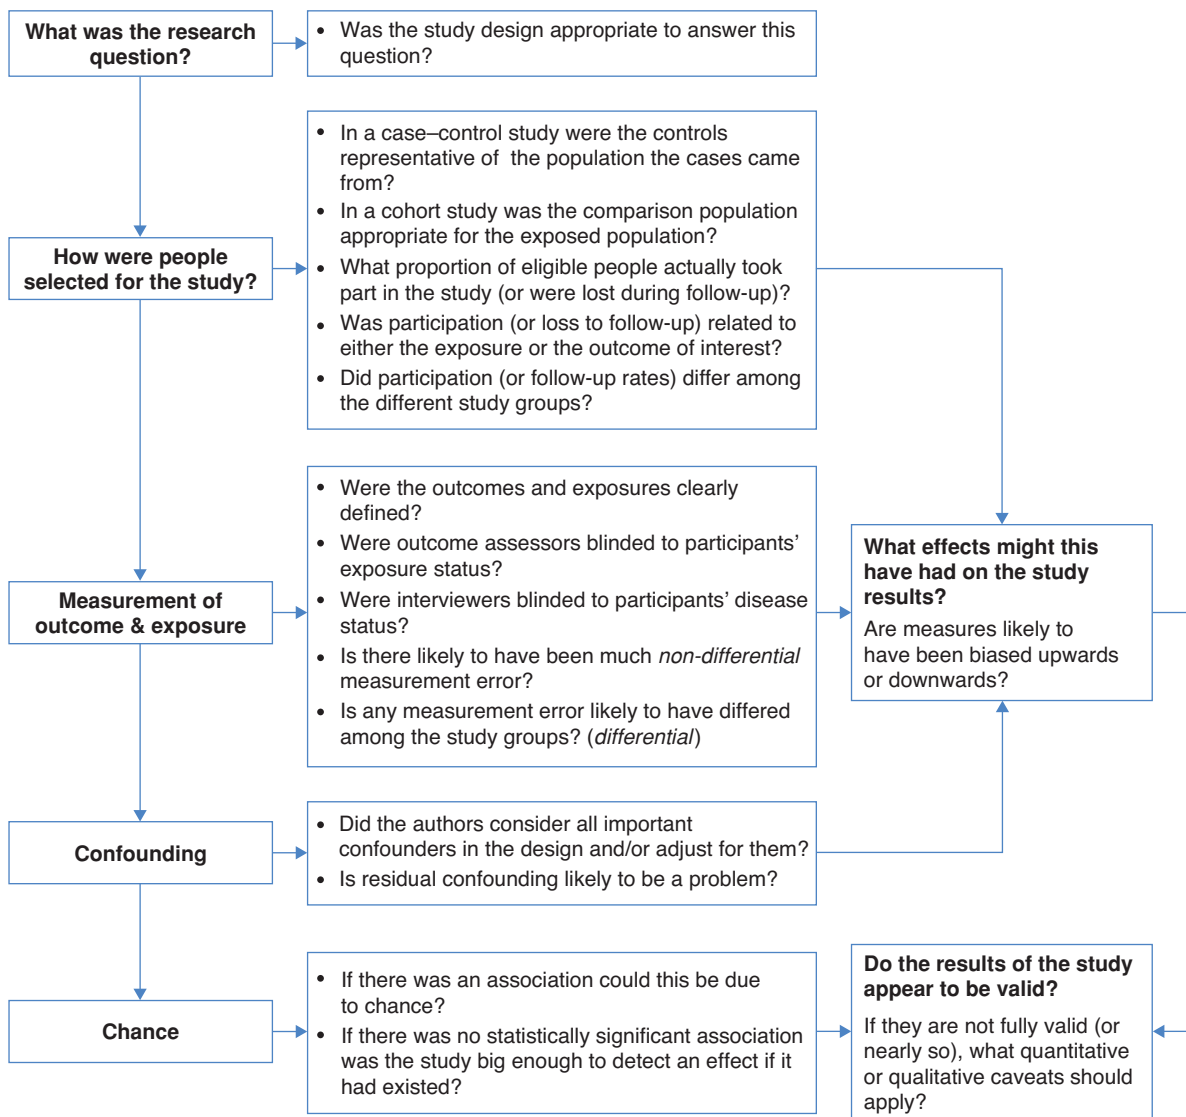 What was the research
question?
• Was the study design appropriate to answer this
question?
How were people
selected for the study?
• In a case–control study were the controls
representative of the population the cases came
from?
• In a cohort study was the comparison population
appropriate for the exposed population?
• What proportion of eligible people actually took
part in the study (or were lost during follow-up)?
• Was participation (or loss to follow-up) related to
either the exposure or the outcome of interest?
• Did participation (or follow-up rates) differ among
the different study groups?
Measurement of
outcome & exposure
• Were the outcomes and exposures clearly
defined?
• Were outcome assessors blinded to participants’
exposure status?
• Were interviewers blinded to participants’ disease
status?
• Is there likely to have been much non-differential
measurement error?
• Is any measurement error likely to have differed
among the study groups? (differential)
What effects might this
have had on the study
results?
Are measures likely to
have been biased upwards
or downwards?
Confounding
• Did the authors consider all important
confounders in the design and/or adjust for them?
• Is residual confounding likely to be a problem?
Chance
• If there was an association could this be due
to chance?
• If there was no statistically significant association
was the study big enough to detect an effect if it
had existed?
Do the results of the study
appear to be valid?
If they are not fully valid (or
nearly so), what quantitative
or qualitative caveats should
apply?